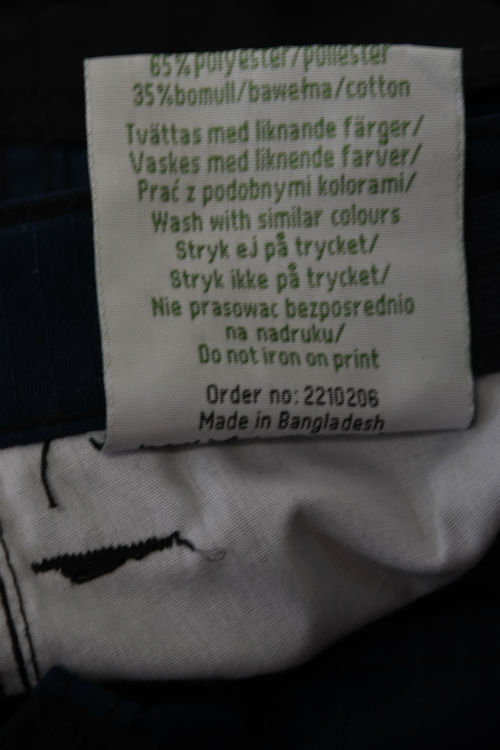 65%polyester/poliester
35%bomull/bawełna/cotton
Tvättas med liknande färger/
Vaskes med liknende farver/
Prać z podobnymi kolorami/
Wash with similar colours
Stryk ej på trycket/
Stryk ikke på trycket/
Nie prasowac bezposrednio
na nadruku/
Do not iron on print
Order no: 2210206
Made in Bangladesh